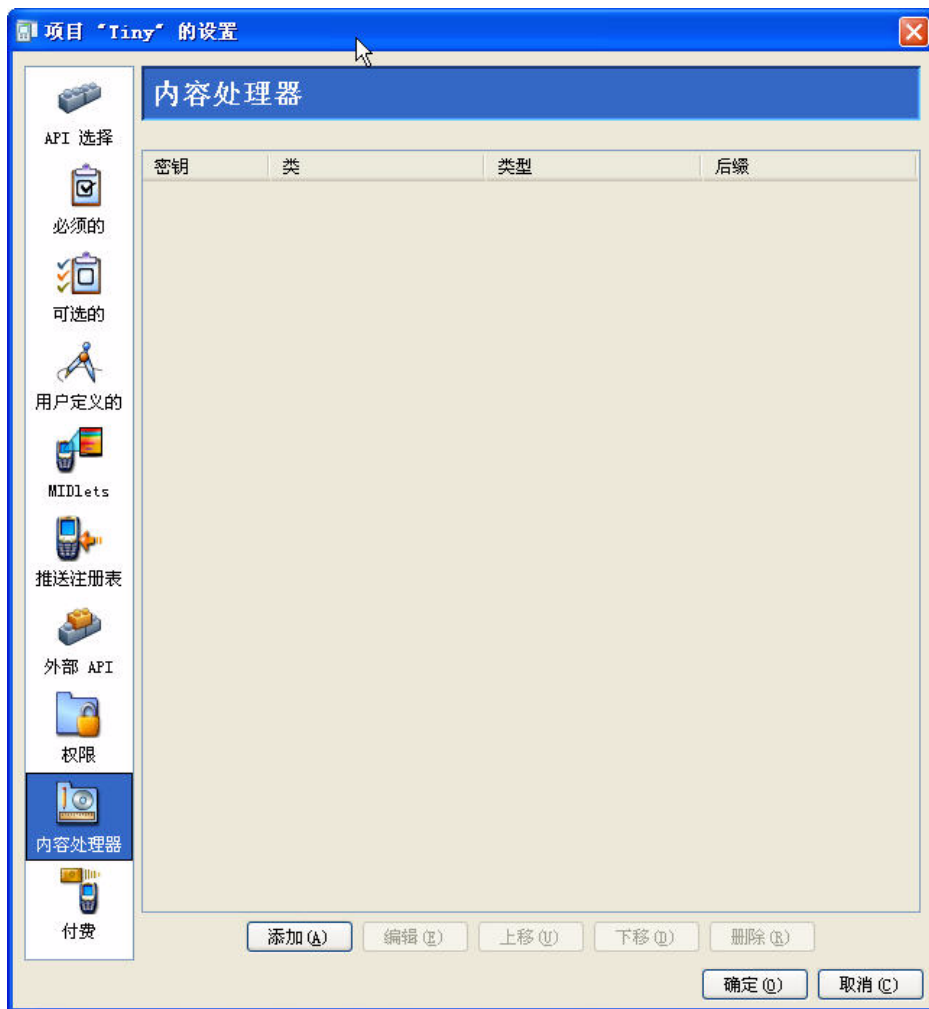 项目 "Tiny" 的设置
API 选择
必须的
可选的
用户定义的
MIDlets
推送注册表
外部 API
权限
内容处理器
付费
内容处理器
密钥 类 类型 后缀
添加(A) 编辑(E) 上移(U) 下移(D) 删除(R)
确定(O) 取消(C)